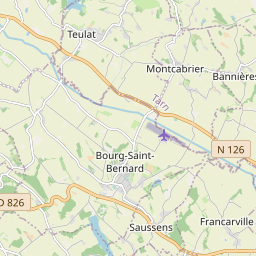 Teulat
Montcabrier
Bannières
Tarn
N 126
Bourg-Saint-
Bernard
D 826
Francarville
Saussens